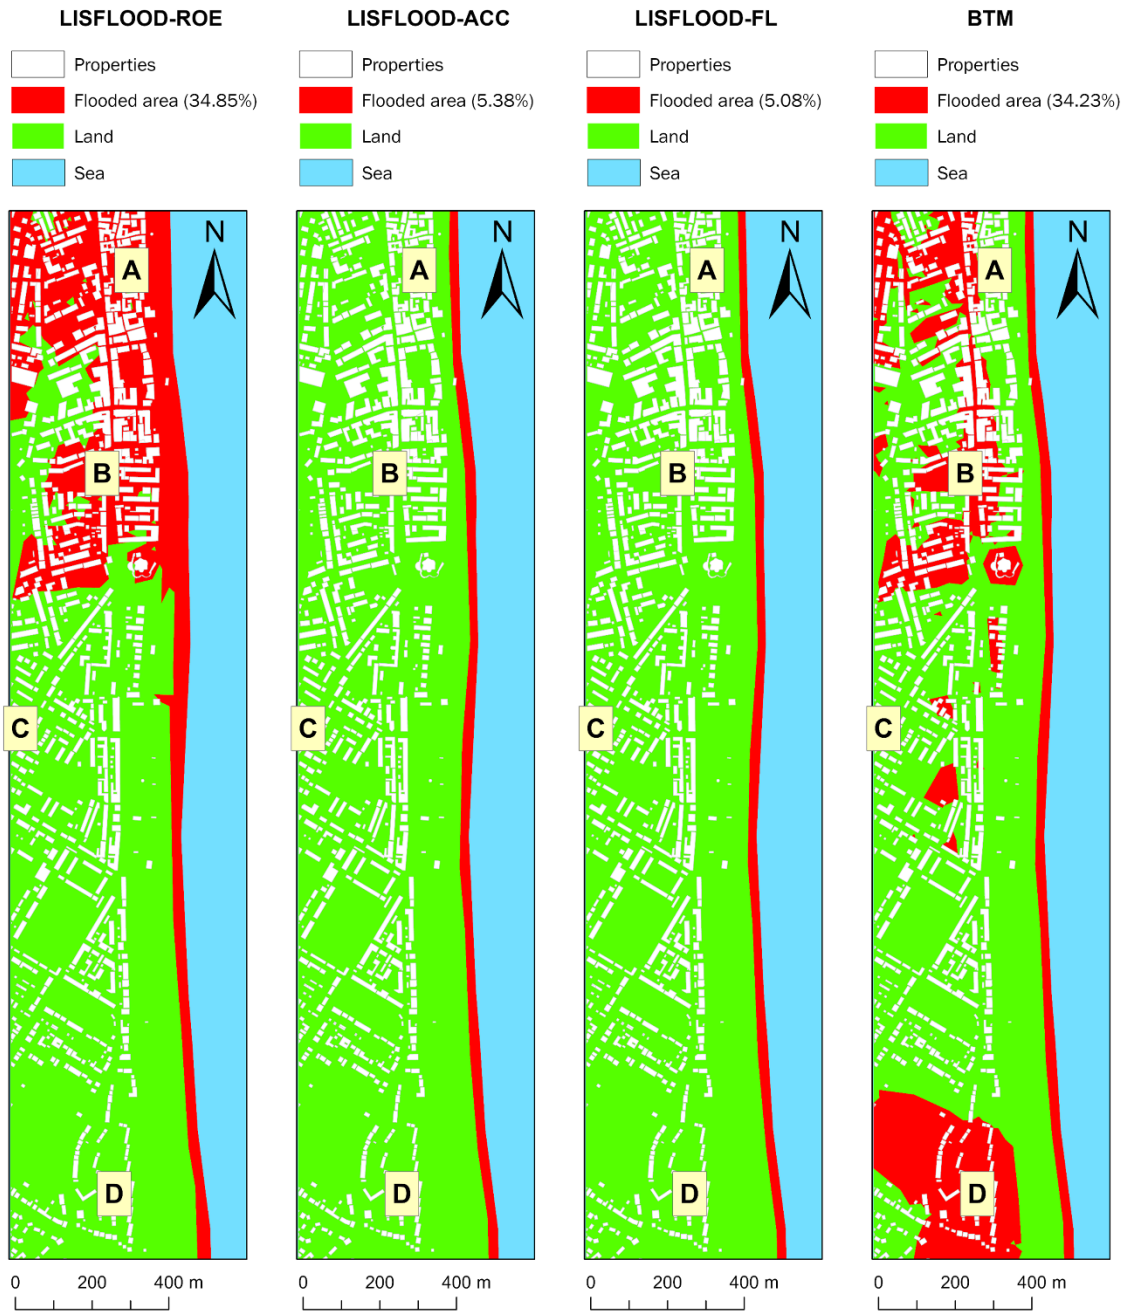 LISFLOOD-ROE LISFLOOD-ACC LISFLOOD-FL BTM
Properties Properties Properties Properties
Flooded area (34.85%) Flooded area (5.38%) Flooded area (5.08%) Flooded area (34.23%)
Land Land Land Land
Sea Sea Sea Sea
N N N N
A A A A
B B B B
C C C C
D D D D
0 200 400 m 0 200 400 m 0 200 400 m 0 200 400 m